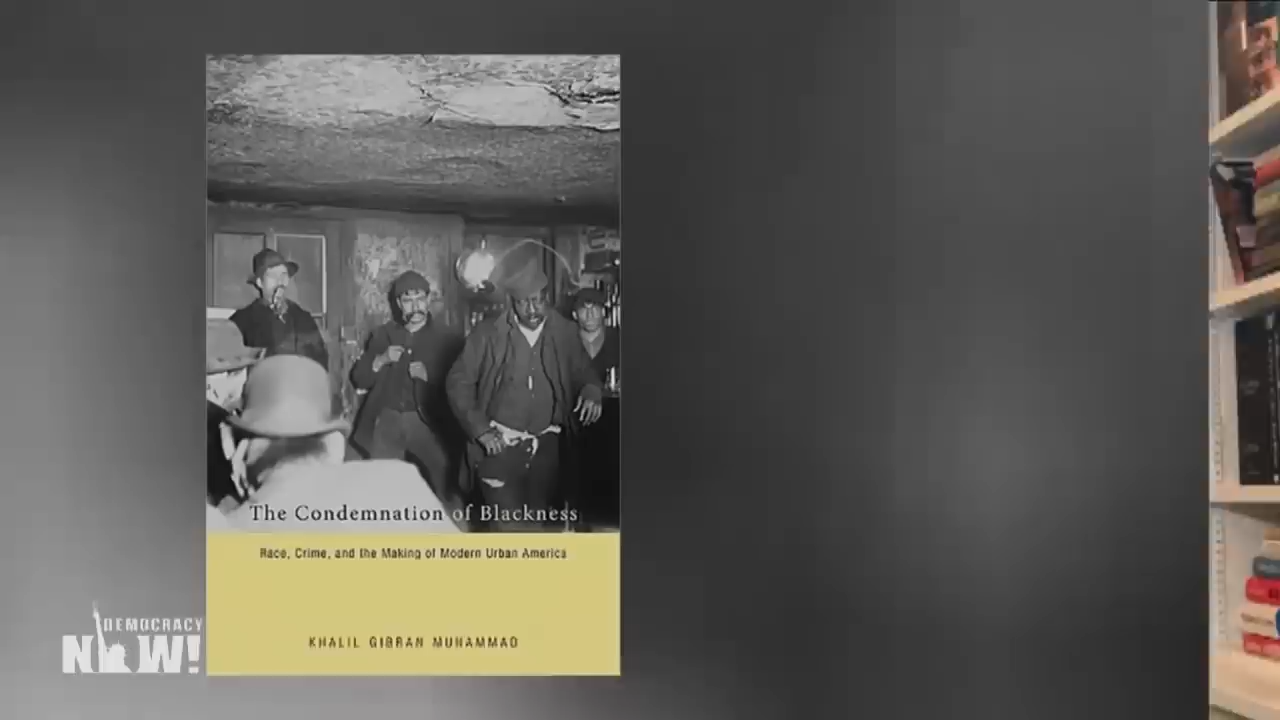 The Condemnation of Blackness
Race, Crime, and the Making of Modern Urban America
KHALIL GIBRAN MUHAMMAD
DEMOCRACY
NOW!